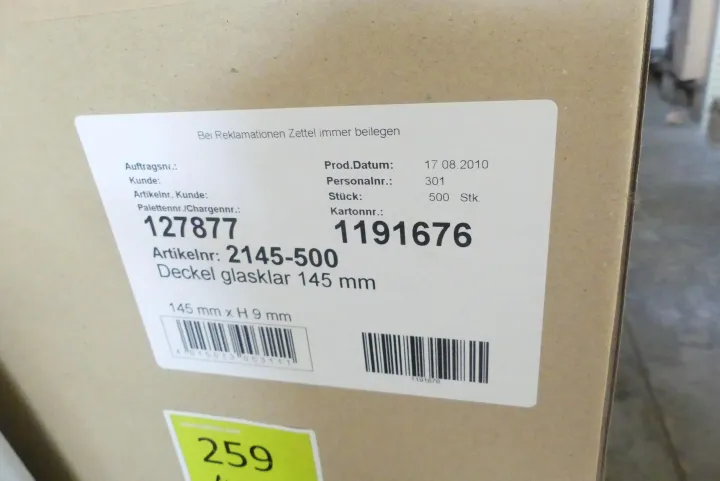 Bei Reklamationen Zettel immer beilegen
Auftragsnr.: Prod.Datum: 17 08 2010
Kunde: Personalnr.: 301
Artikelnr. Kunde: Stück: 500 Stk
Palettennr./Chargennr.: Kartonnr.:
127877 1191676
Artikelnr: 2145-500
Deckel glasklar 145 mm
145 mm x H 9 mm
1191676
259